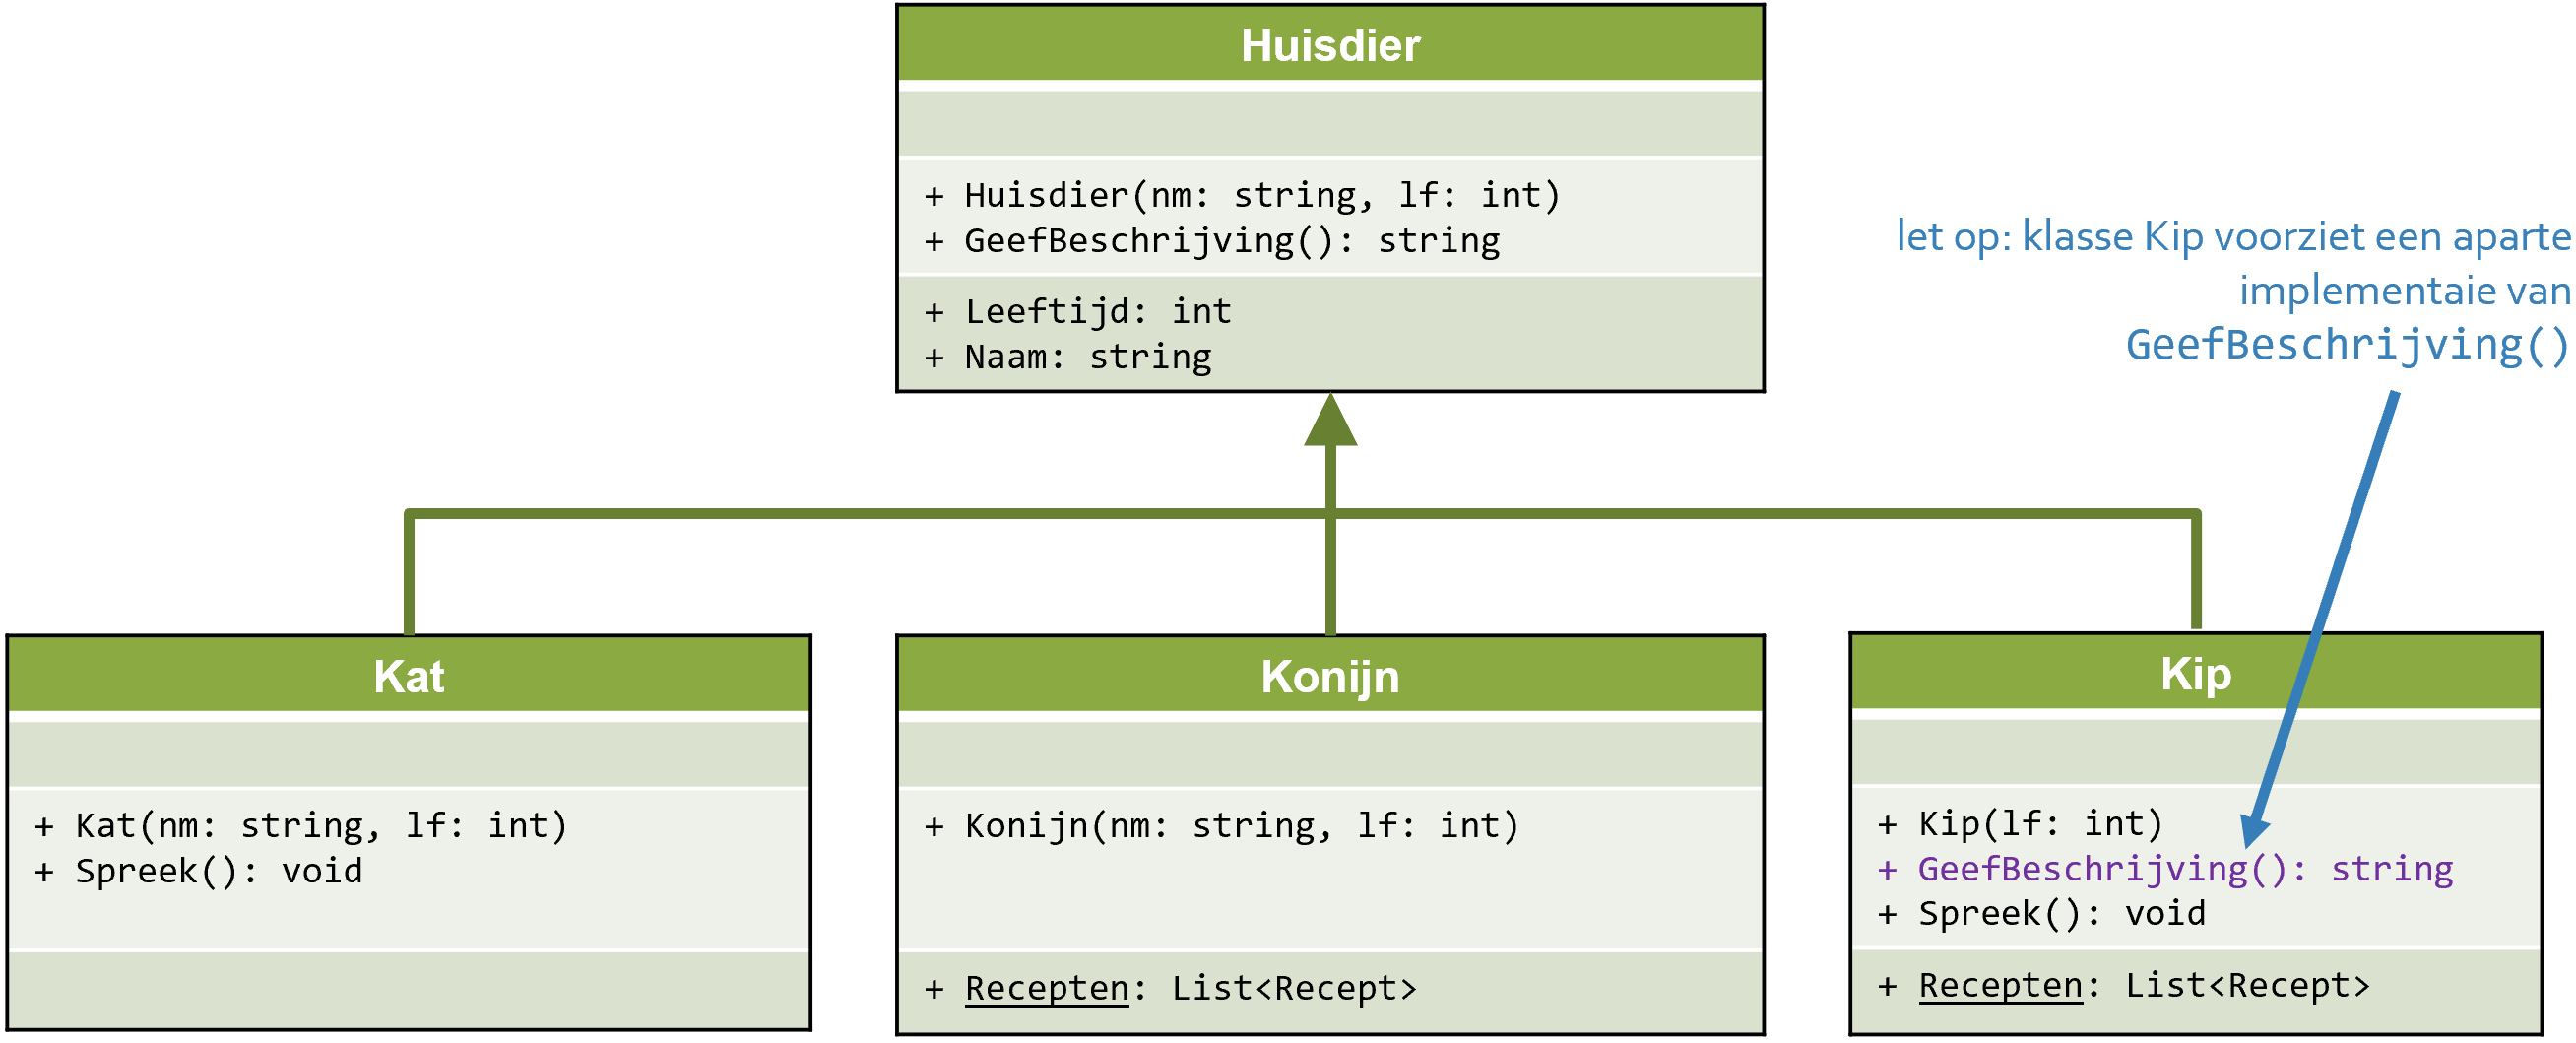 Huisdier
+ Huisdier(nm: string, lf: int)
+ GeefBeschrijving(): string
+ Leeftijd: int
+ Naam: string
let op: klasse Kip voorziet een aparte
implementaie van
GeefBeschrijving()
Kat
+ Kat(nm: string, lf: int)
+ Spreek(): void
Konijn
+ Konijn(nm: string, lf: int)
+ Recepten: List<Recept>
Kip
+ Kip(lf: int)
+ GeefBeschrijving(): string
+ Spreek(): void
+ Recepten: List<Recept>